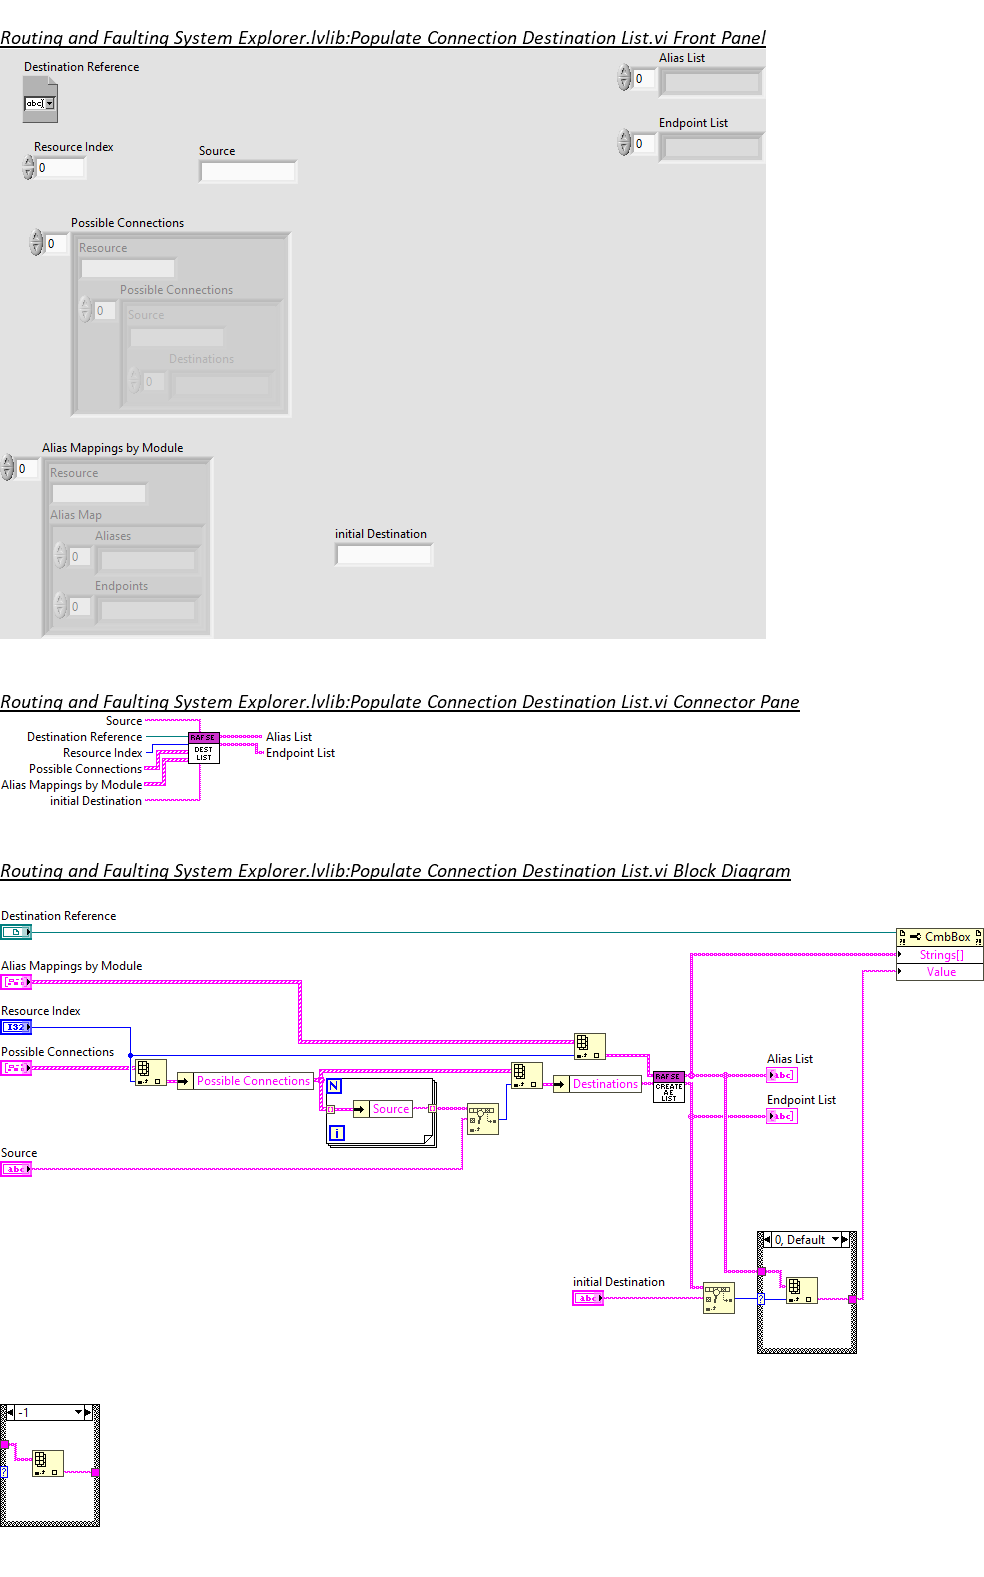 Routing and Faulting System Explorer.lvlib:Populate Connection Destination List.vi Front Panel
Destination Reference
abc
Alias List
0
Endpoint List
0
Resource Index
0
Source
Possible Connections
0
Resource
Possible Connections
0
Source
Destinations
0
Alias Mappings by Module
0
Resource
Alias Map
Aliases
0
Endpoints
0
initial Destination
Routing and Faulting System Explorer.lvlib:Populate Connection Destination List.vi Connector Pane
Source
Destination Reference
Resource Index
Possible Connections
Alias Mappings by Module
initial Destination
RAFSE
DEST
LIST
Alias List
Endpoint List
Routing and Faulting System Explorer.lvlib:Populate Connection Destination List.vi Block Diagram
Destination Reference
CmbBox
Strings[]
Value
Alias Mappings by Module
Resource Index
I32
Possible Connections
Possible Connections
N
Source
i
Destinations
RAFSE
CREATE
AE
LIST
Alias List
abc
Endpoint List
abc
Source
abc
0, Default
initial Destination
abc
?
-1
?